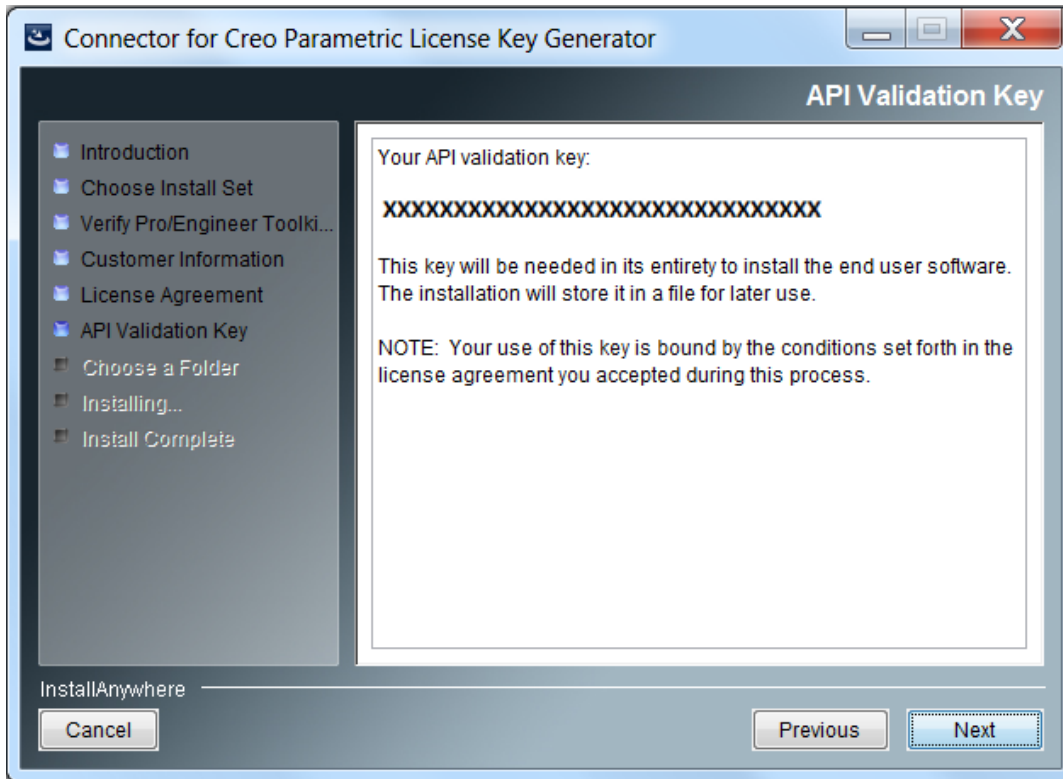 Connector for Creo Parametric License Key Generator
API Validation Key
Introduction
Choose Install Set
Verify Pro/Engineer Toolki...
Customer Information
License Agreement
API Validation Key
Choose a Folder
Installing...
Install Complete
Your API validation key:
XXXXXXXXXXXXXXXXXXXXXXXXXXXXXXX
This key will be needed in its entirety to install the end user software.
The installation will store it in a file for later use.
NOTE:  Your use of this key is bound by the conditions set forth in the
license agreement you accepted during this process.
InstallAnywhere
Cancel
Previous
Next